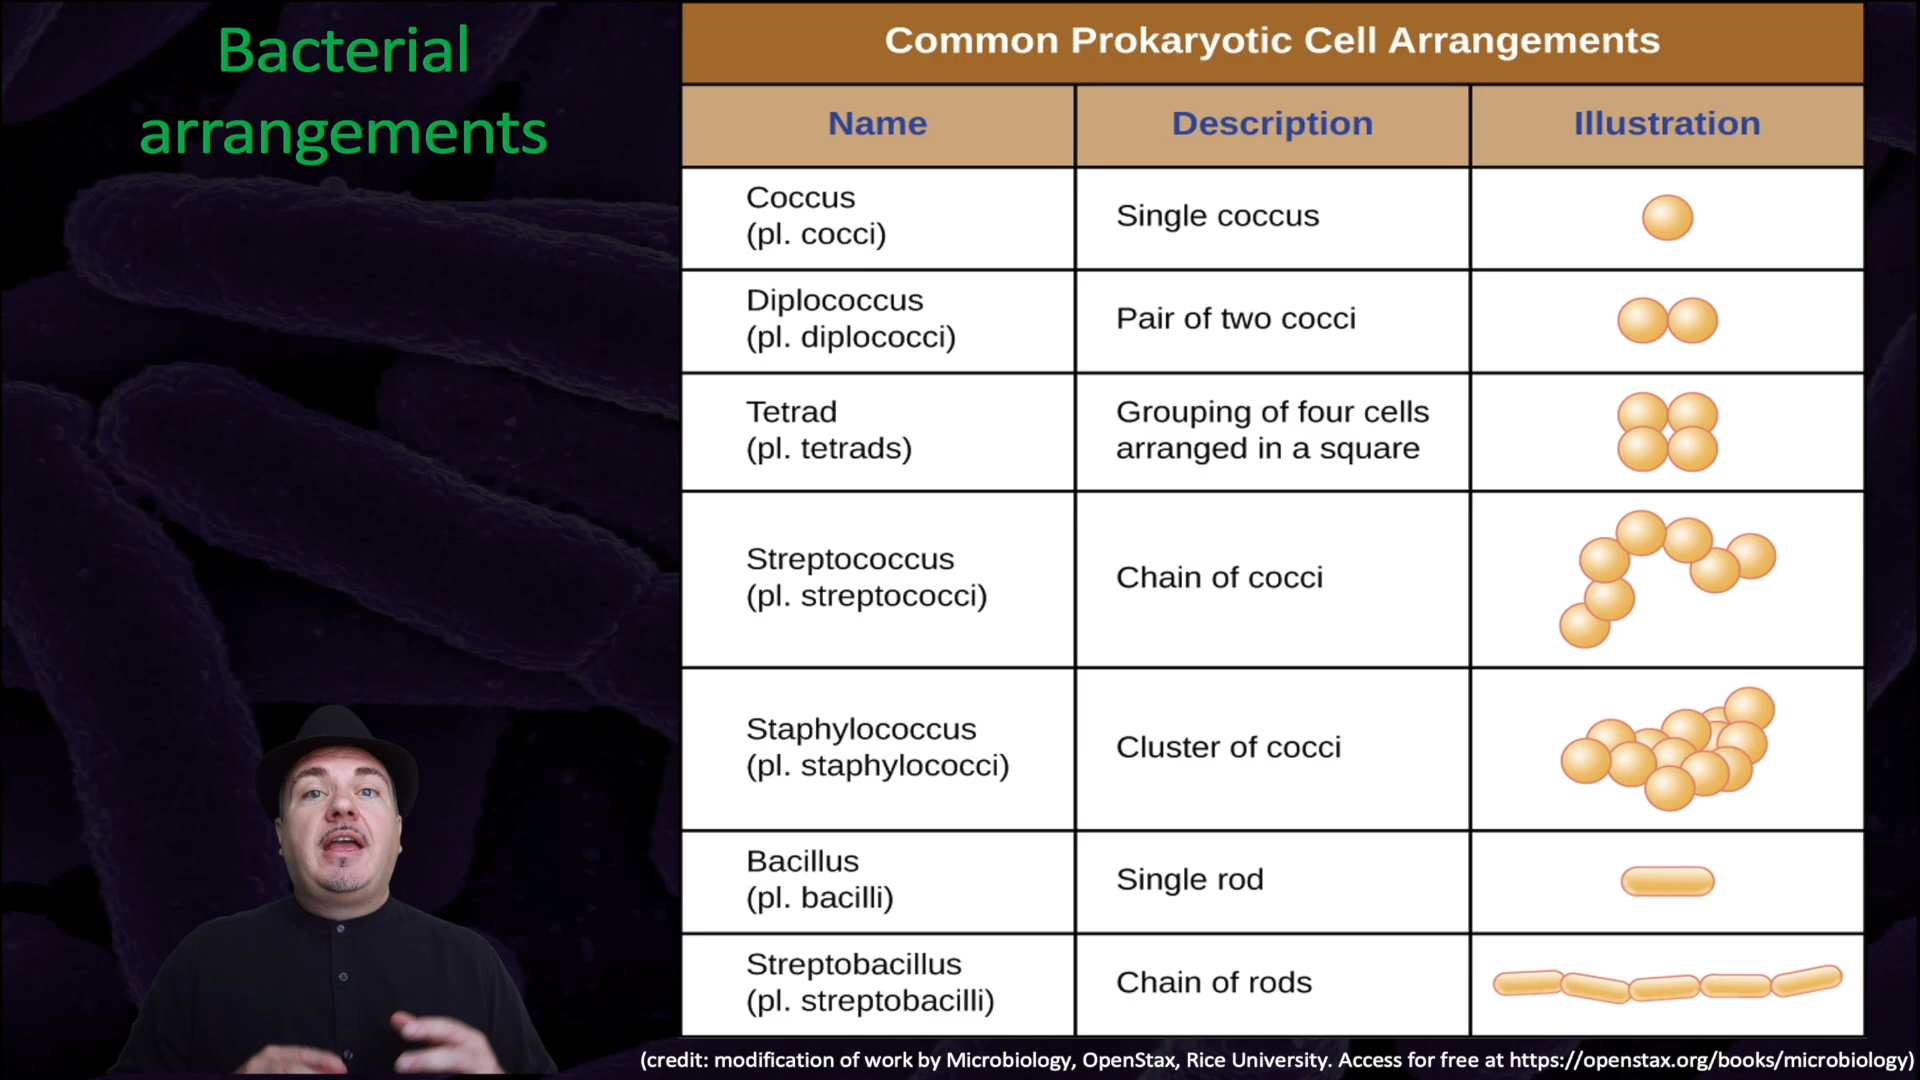 Bacterial
arrangements
Common Prokaryotic Cell Arrangements
Name
Description
Illustration
Coccus
(pl. cocci)
Single coccus
Diplococcus
(pl. diplococci)
Pair of two cocci
Tetrad
(pl. tetrads)
Grouping of four cells
arranged in a square
Streptococcus
(pl. streptococci)
Chain of cocci
Staphylococcus
(pl. staphylococci)
Cluster of cocci
Bacillus
(pl. bacilli)
Single rod
Streptobacillus
(pl. streptobacilli)
Chain of rods
(credit: modification of work by Microbiology, OpenStax, Rice University. Access for free at https://openstax.org/books/microbiology)